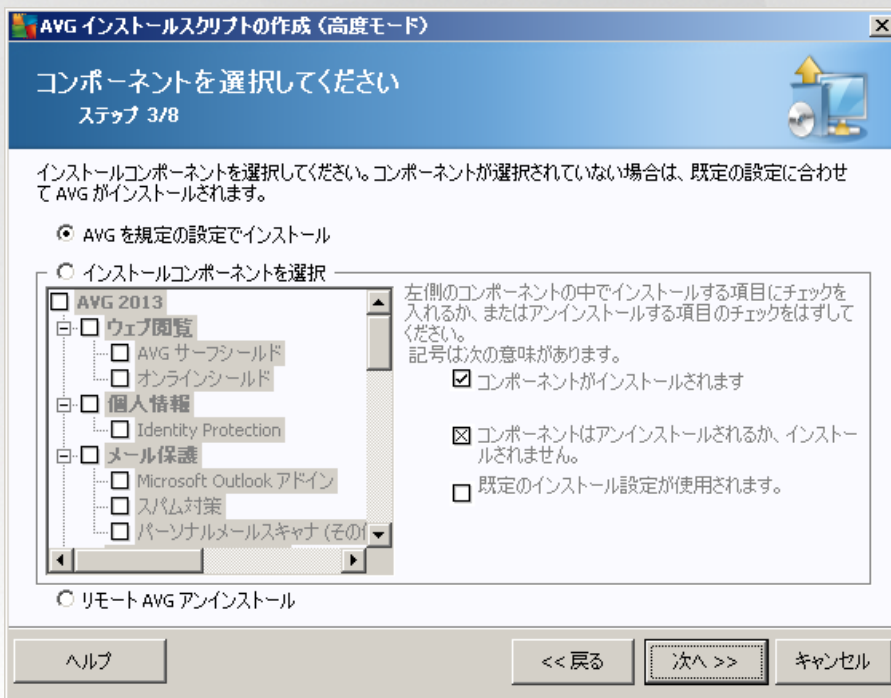 AVG インストールスクリプトの作成 (高度モード)
コンポーネントを選択してください
ステップ 3/8
インストールコンポーネントを選択してください。コンポーネントが選択されていない場合は、既定の設定に合わせ
て AVG がインストールされます。
AVG を規定の設定でインストール
インストールコンポーネントを選択
AVG 2013
ウェブ閲覧
AVG サーフシールド
オンラインシールド
個人情報
Identity Protection
メール保護
Microsoft Outlook アドイン
スパム対策
パーソナルメールスキャナ (その
左側のコンポーネントの中でインストールする項目にチェックを
入れるか、またはアンインストールする項目のチェックをはずして
ください。
記号は次の意味があります。
コンポーネントがインストールされます
コンポーネントはアンインストールされるか、インストー
ルされません。
既定のインストール設定が使用されます。
リモート AVG アンインストール
ヘルプ
<< 戻る
次へ >>
キャンセル